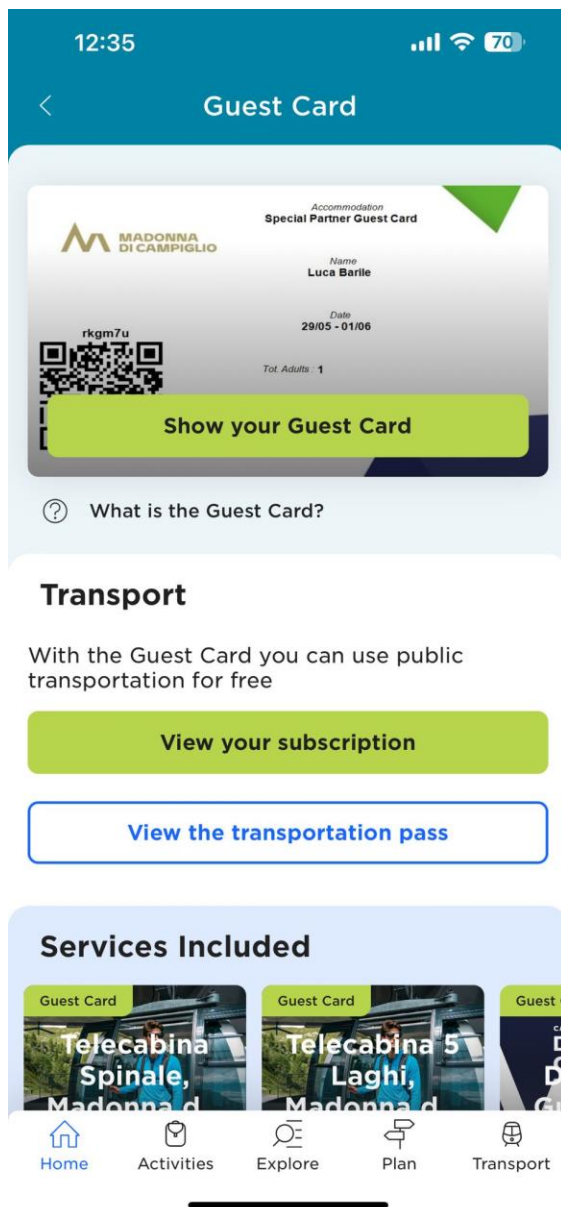 12:35
70
Guest Card
MADONNA
DI CAMPIGLIO
Accommodation
Special Partner Guest Card
Name
Luca Barile
Date
29/05 - 01/06
rkgm7u
Tot. Adults : 1
Show your Guest Card
? What is the Guest Card?
Transport
With the Guest Card you can use public
transportation for free
View your subscription
View the transportation pass
Services Included
Guest Card
Telecabina
Spinale,
Madonna d
Guest Card
Telecabina 5
Laghi,
Madonna d
Guest
Home
Activities
Explore
Plan
Transport